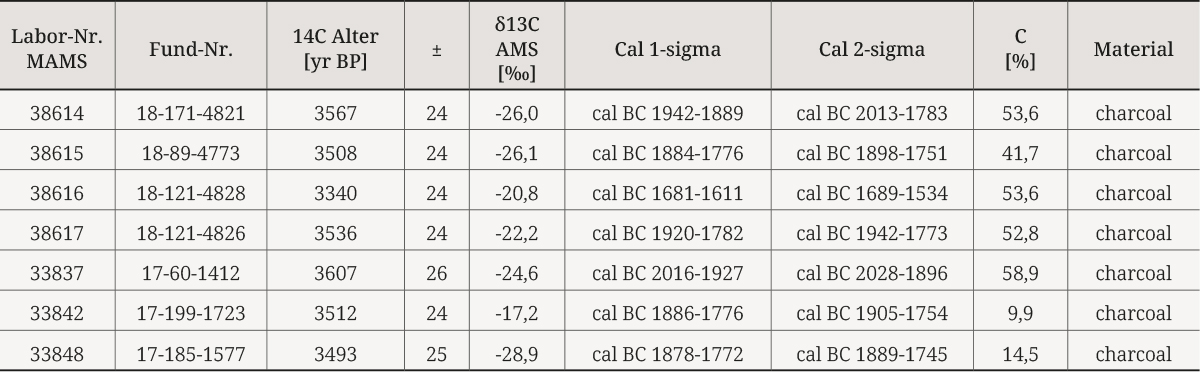 Labor-Nr. MAMS Fund-Nr. 14C Alter [yr BP] ± δ13C AMS [‰] Cal 1-sigma Cal 2-sigma C [%] Material
38614 18-171-4821 3567 24 -26,0 cal BC 1942-1889 cal BC 2013-1783 53,6 charcoal
38615 18-89-4773 3508 24 -26,1 cal BC 1884-1776 cal BC 1898-1751 41,7 charcoal
38616 18-121-4828 3340 24 -20,8 cal BC 1681-1611 cal BC 1689-1534 53,6 charcoal
38617 18-121-4826 3536 24 -22,2 cal BC 1920-1782 cal BC 1942-1773 52,8 charcoal
33837 17-60-1412 3607 26 -24,6 cal BC 2016-1927 cal BC 2028-1896 58,9 charcoal
33842 17-199-1723 3512 24 -17,2 cal BC 1886-1776 cal BC 1905-1754 9,9 charcoal
33848 17-185-1577 3493 25 -28,9 cal BC 1878-1772 cal BC 1889-1745 14,5 charcoal